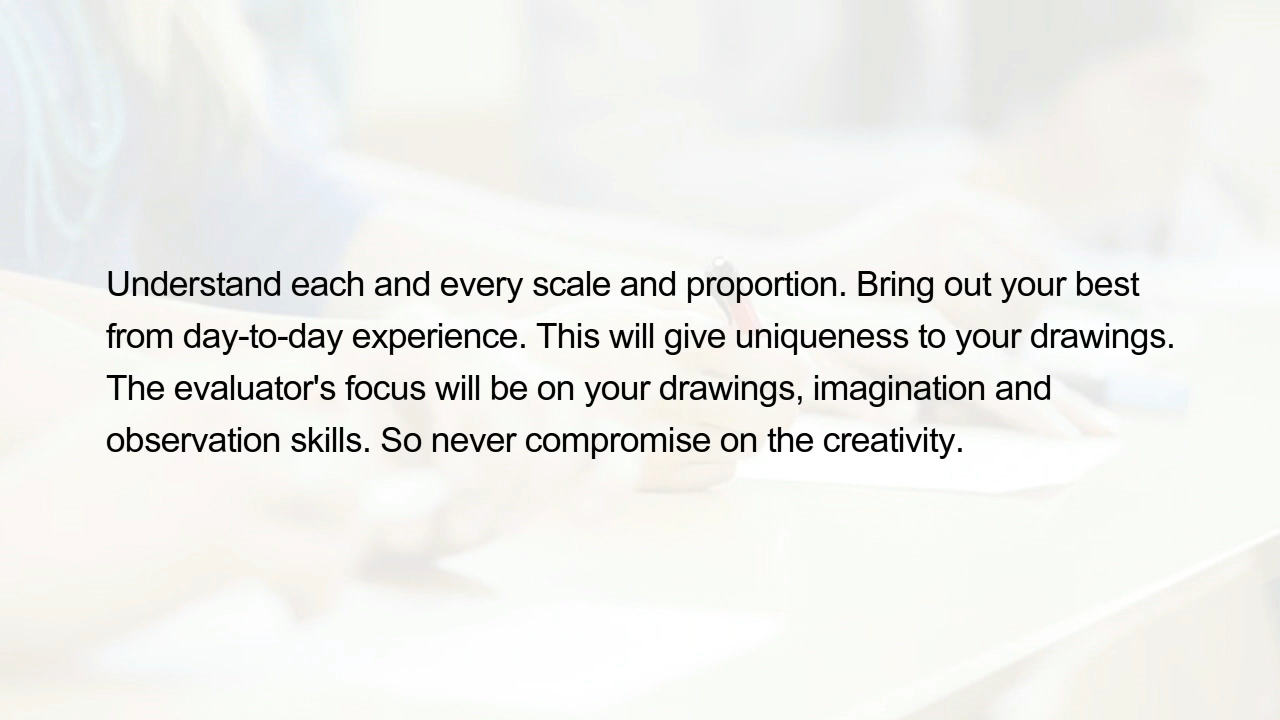 Understand each and every scale and proportion. Bring out your best
from day-to-day experience. This will give uniqueness to your drawings.
The evaluator's focus will be on your drawings, imagination and
observation skills. So never compromise on the creativity.